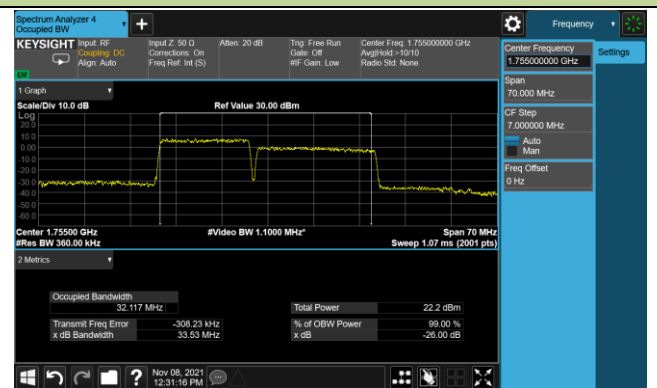 Spectrum Analyzer 4
Occupied BW
Frequency
KEYSIGHT
Input: RF
Coupling: DC
Align: Auto
Input Z: 50 Ω
Corrections: On
Freq Ref: Int (S)
Atten: 20 dB
Trig: Free Run
Gate: Off
#IF Gain: Low
Center Freq: 1.755000000 GHz
Avg|Hold:>10/10
Radio Std: None
Center Frequency
1.755000000 GHz
Settings
Span
70.000 MHz
CF Step
7.000000 MHz
Auto
Man
Freq Offset
0 Hz
1 Graph
Scale/Div 10.0 dB
Ref Value 30.00 dBm
Log
20.0
10.0
0.00
-10.0
-20.0
-30.0
-40.0
-50.0
-60.0
Center 1.75500 GHz
#Video BW 1.1000 MHz*
Span 70 MHz
#Res BW 360.00 kHz
Sweep 1.07 ms (2001 pts)
2 Metrics
Occupied Bandwidth
32.117 MHz
Total Power 22.2 dBm
Transmit Freq Error -308.23 kHz
% of OBW Power 99.00 %
x dB Bandwidth 33.53 MHz
x dB -26.00 dB
?
Nov 08, 2021
12:31:16 PM